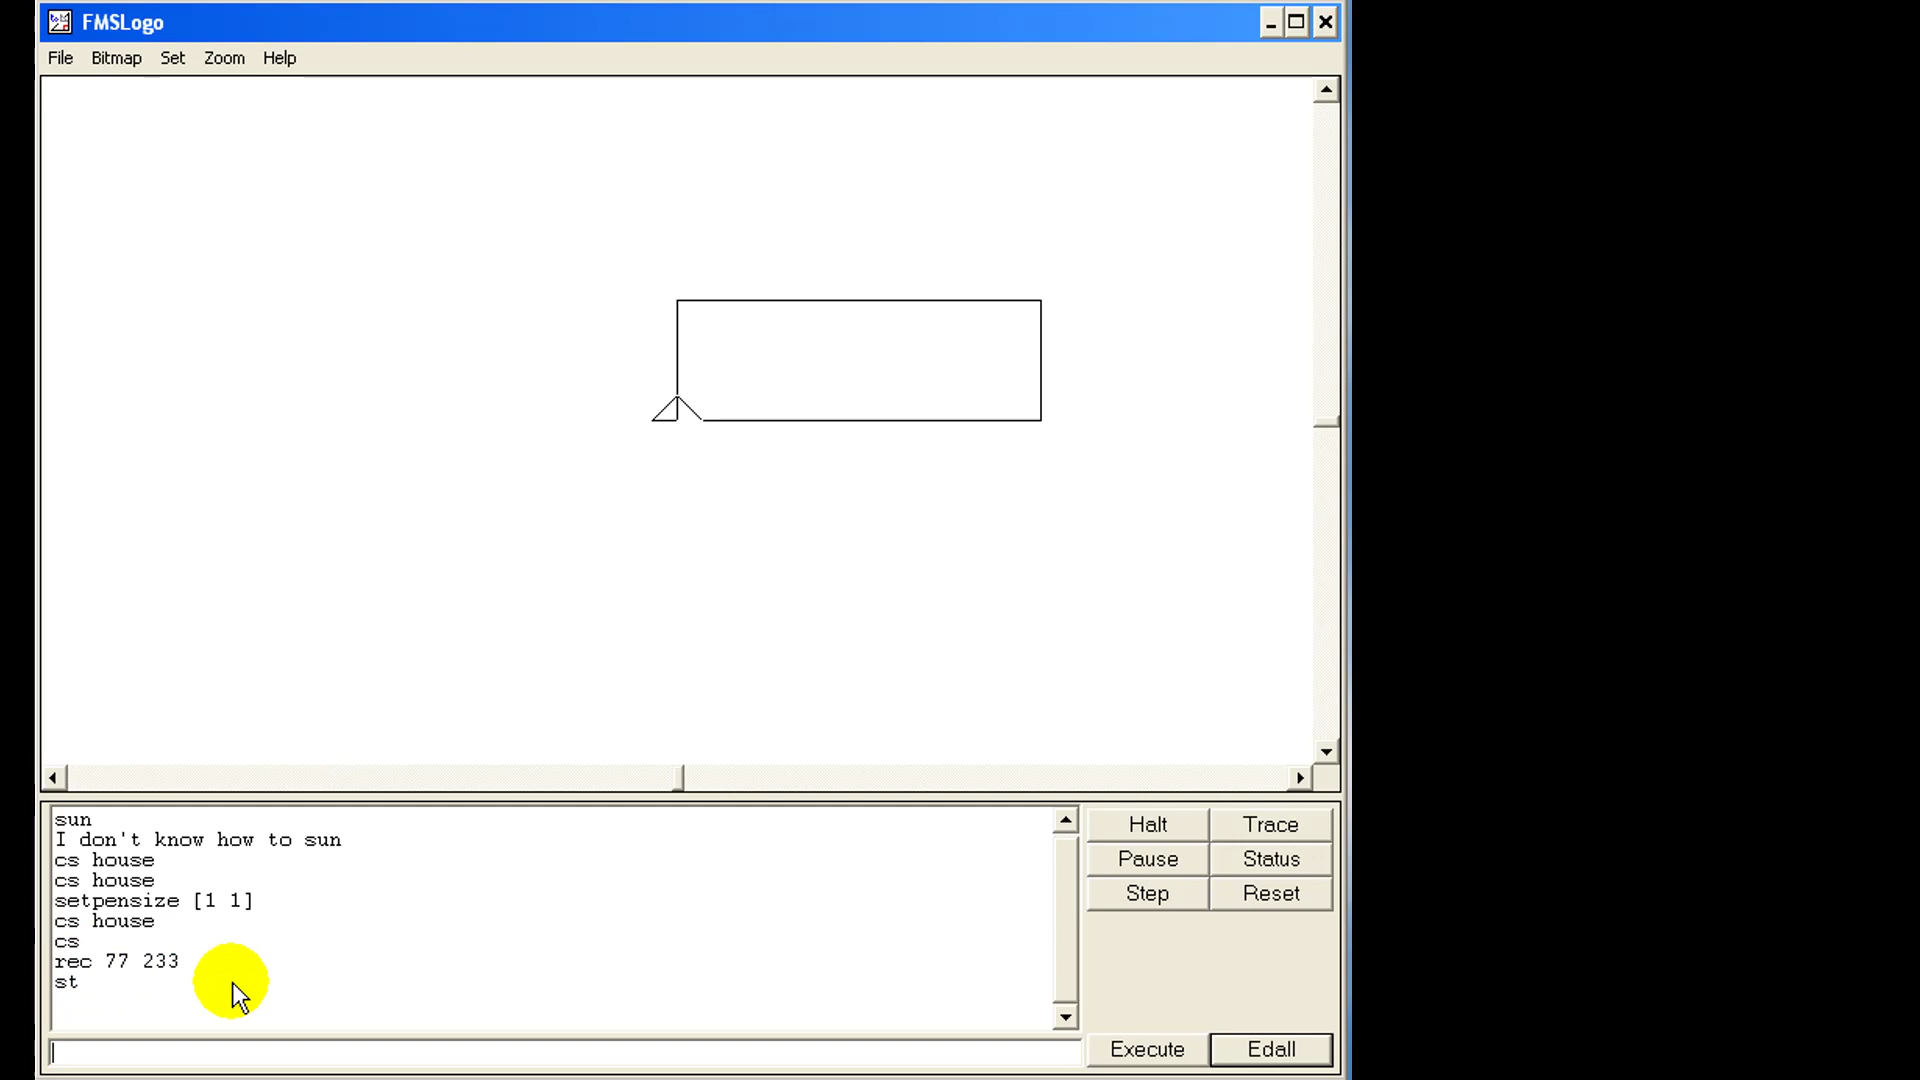 FMSLogo
File Bitmap Set Zoom Help
sun
I don't know how to sun
cs house
cs house
setpensize [1 1]
cs house
cs
rec 77 233
st
Halt Trace
Pause Status
Step Reset
Execute Edall